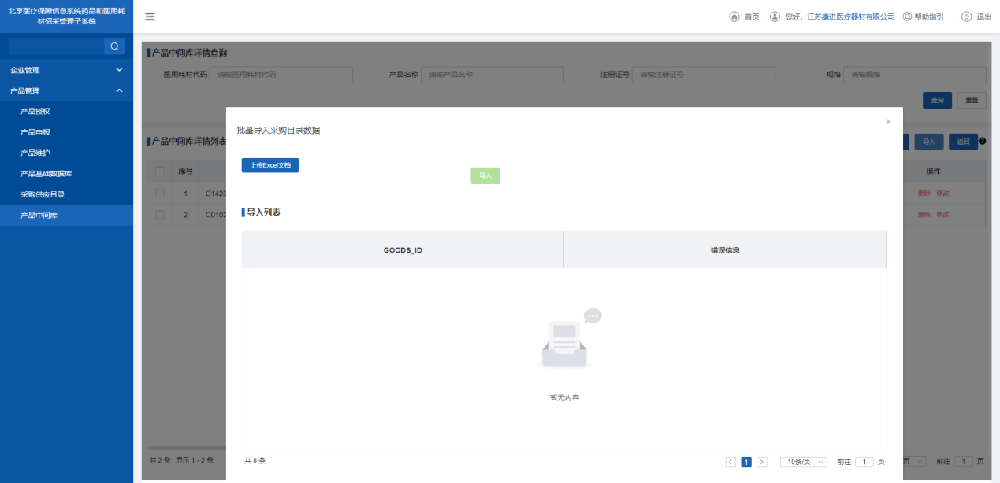 北京医疗保障信息系统药品和医用耗
材招采管理子系统
首页
您好，江苏康进医疗器材有限公司
帮助指引
退出
企业管理
产品管理
产品授权
产品申报
产品维护
产品基础数据库
采购供应目录
产品中间库
产品中间库详情查询
医用耗材代码 请输医用耗材代码
产品名称 请输产品名称
注册证号 请输注册证号
规格 请输规格
查询 重置
产品中间库详情列表
导入 返回
序号 操作
1 C1423 删除 修改
2 C0102 删除 修改
批量导入采购目录数据
上传Excel文档
导入
导入列表
GOODS_ID 错误信息
暂无内容
共 0 条 1 10条/页 前往 1 页
共 2 条 显示 1 - 2 条 页 前往 1 页